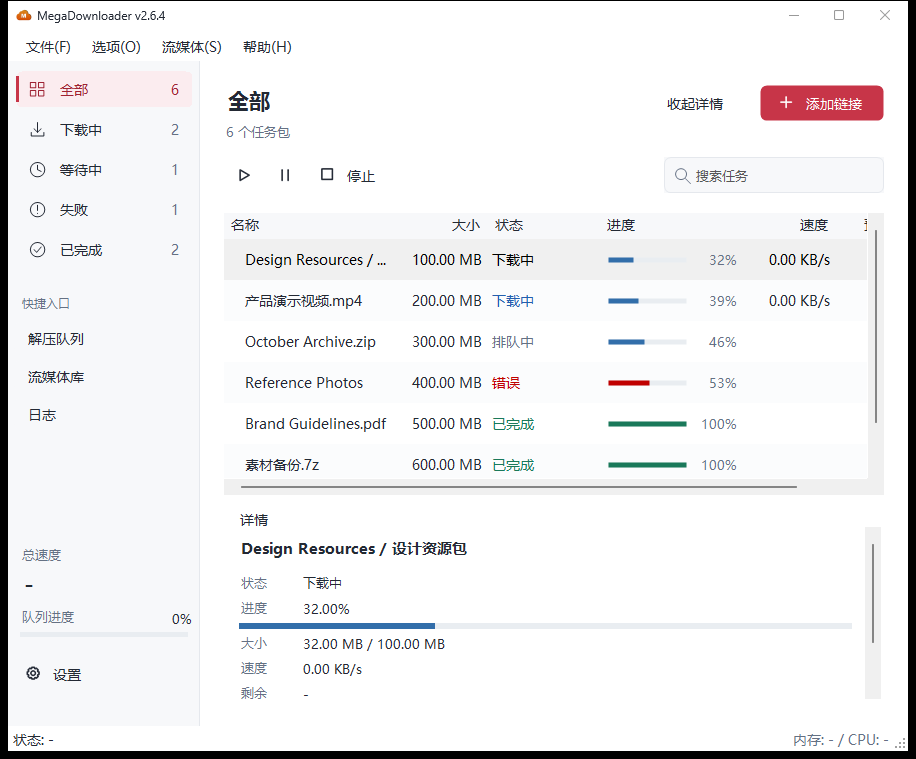 MegaDownloader v2.6.4
文件(F) 选项(O) 流媒体(S) 帮助(H)
全部 6
下载中 2
等待中 1
失败 1
已完成 2
快捷入口
解压队列
流媒体库
日志
总速度
-
队列进度 0%
设置
全部
6 个任务包
收起详情
添加链接
停止
搜索任务
名称 大小 状态 进度 速度
Design Resources / ... 100.00 MB 下载中 32% 0.00 KB/s
产品演示视频.mp4 200.00 MB 下载中 39% 0.00 KB/s
October Archive.zip 300.00 MB 排队中 46%
Reference Photos 400.00 MB 错误 53%
Brand Guidelines.pdf 500.00 MB 已完成 100%
素材备份.7z 600.00 MB 已完成 100%
详情
Design Resources / 设计资源包
状态 下载中
进度 32.00%
大小 32.00 MB / 100.00 MB
速度 0.00 KB/s
剩余 -
状态: -
内存: - / CPU: -